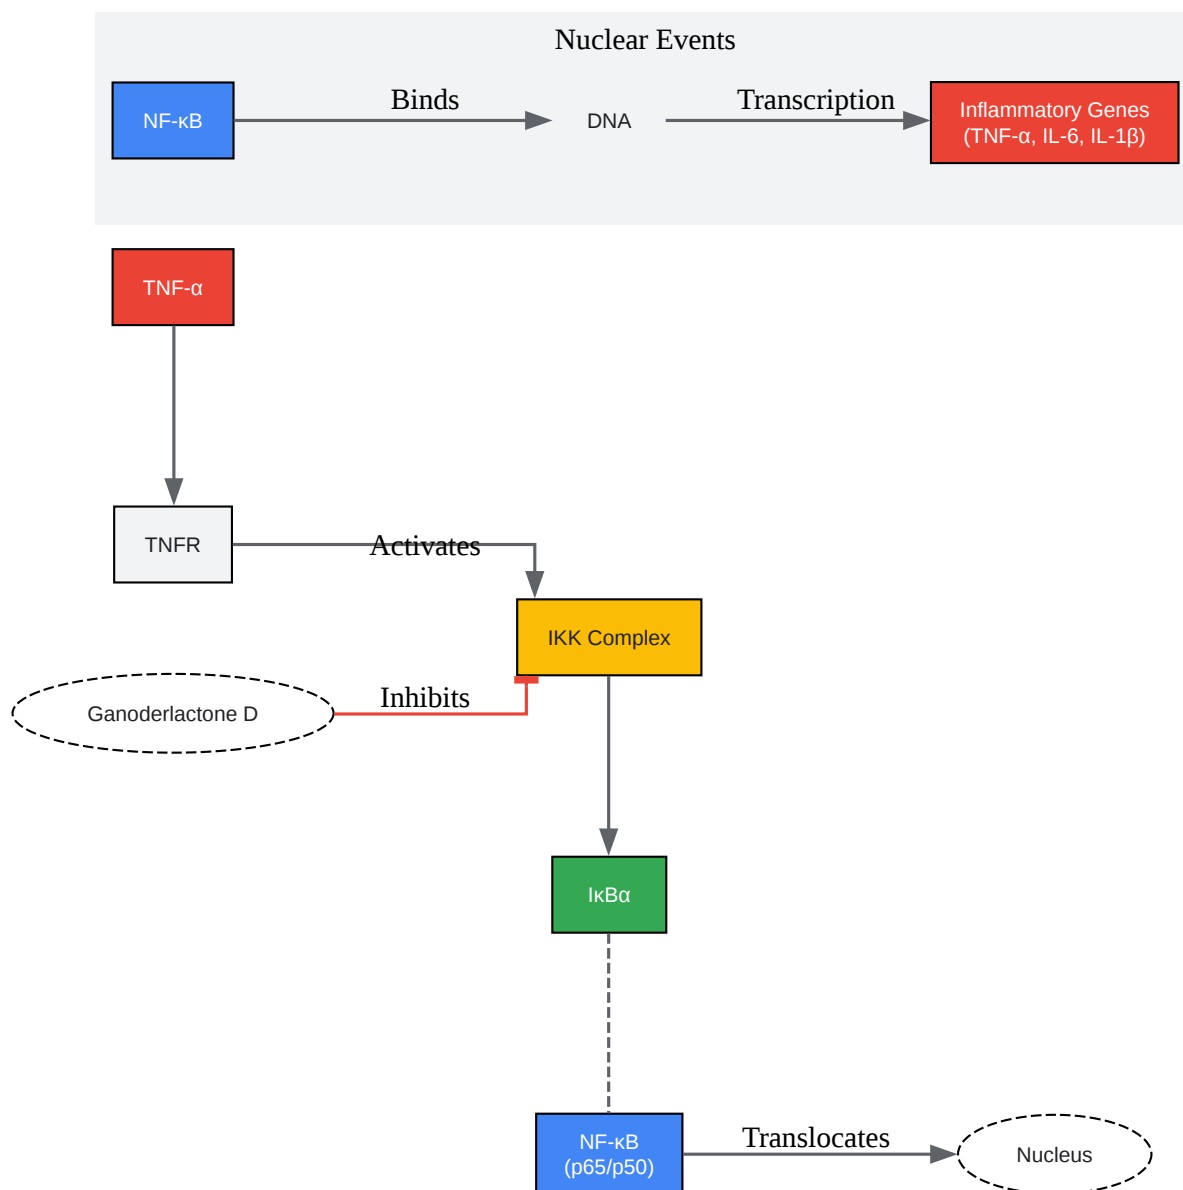 Nuclear Events
NF-κB
Binds
DNA
Transcription
Inflammatory Genes
(TNF-α, IL-6, IL-1β)
TNF-α
TNFR
Activates
IKK Complex
Ganoderlactone D
Inhibits
IκBα
NF-κB
(p65/p50)
Translocates
Nucleus